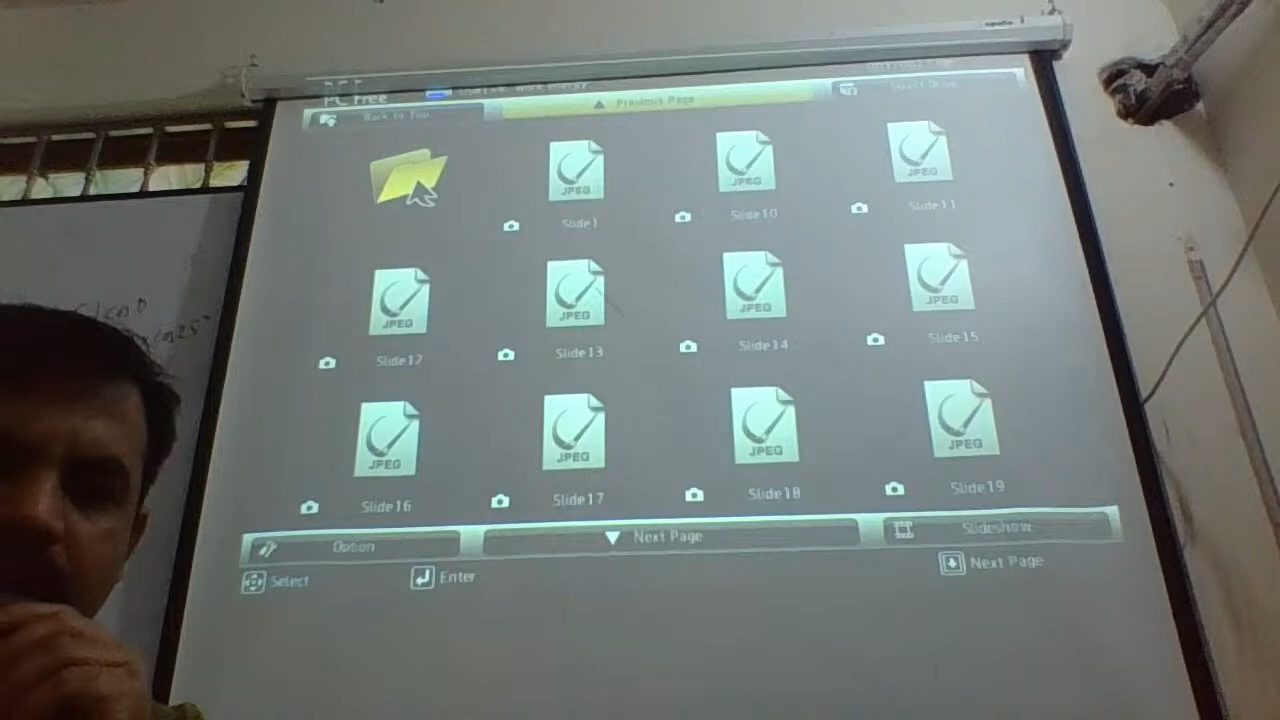 apollo
PC Free
Back to Top
Previous Page
Slide1
Slide10
Slide11
Slide12
Slide13
Slide14
Slide15
Slide16
Slide17
Slide18
Slide19
JPEG
JPEG
JPEG
JPEG
JPEG
JPEG
JPEG
JPEG
JPEG
JPEG
JPEG
Option
Next Page
Slideshow
Select
Enter
Next Page